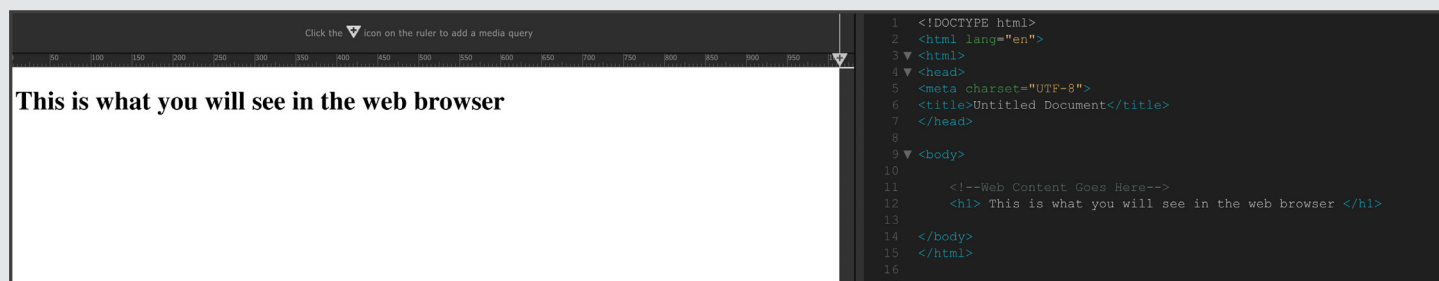 Click the icon on the ruler to add a media query
50 100 150 200 250 300 350 400 450 500 550 600 650 700 750 800 850 900 950
This is what you will see in the web browser
1 <!DOCTYPE html>
2 <html lang="en">
3 <html>
4 <head>
5 <meta charset="UTF-8">
6 <title>Untitled Document</title>
7 </head>
8
9 <body>
10
11 <!--Web Content Goes Here-->
12 <h1> This is what you will see in the web browser </h1>
13
14 </body>
15 </html>
16